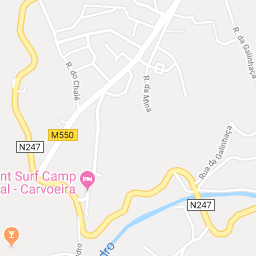 R. da Galinhaça
R. do Chalé
R. da Mina
M550
N247
Rua da Galinhaça
nt Surf Camp
al - Carvoeira
N247